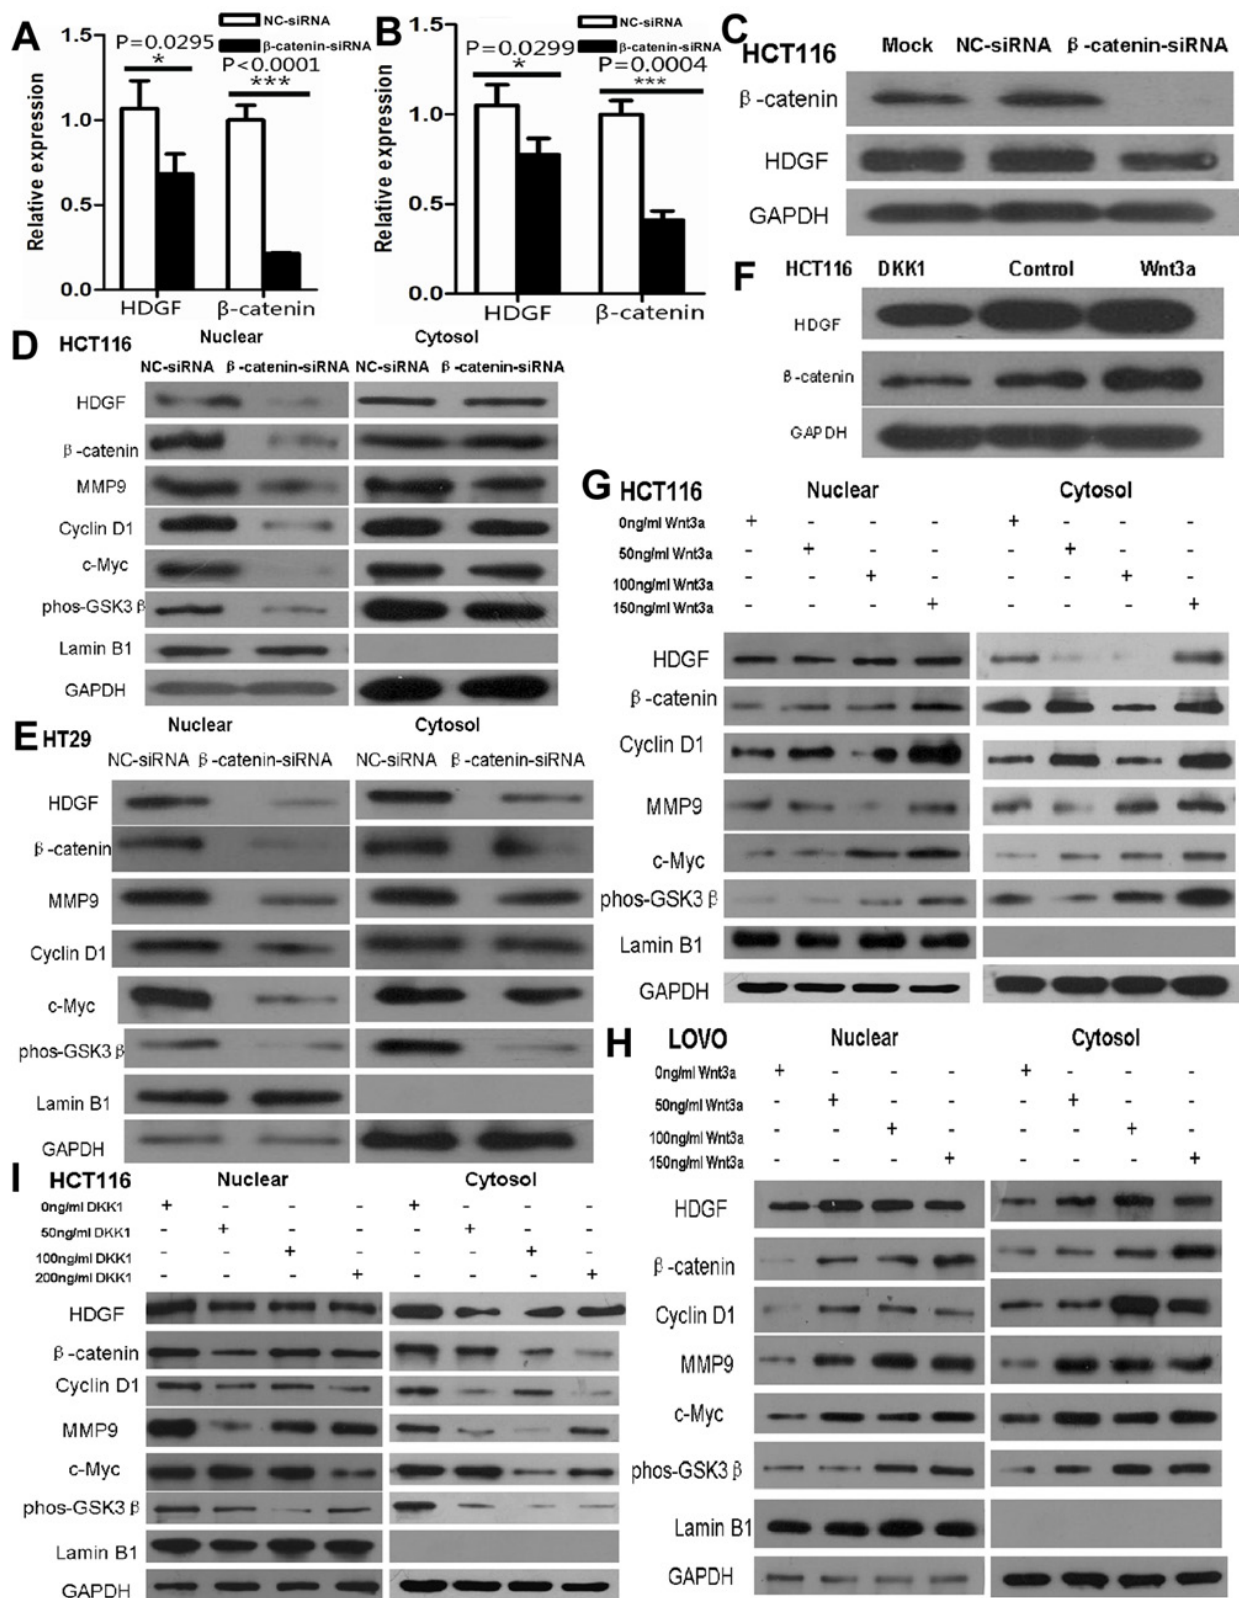 A
NC-siRNA
β-catenin-siRNA
P=0.0295
*
P<0.0001
***
Relative expression
1.5
1.0
0.5
0.0
HDGF
β-catenin
B
NC-siRNA
β-catenin-siRNA
P=0.0299
*
P=0.0004
***
Relative expression
1.5
1.0
0.5
0.0
HDGF
β-catenin
C
HCT116
Mock NC-siRNA β-catenin-siRNA
β-catenin
HDGF
GAPDH
D HCT116
Nuclear Cytosol
NC-siRNA β-catenin-siRNA NC-siRNA β-catenin-siRNA
HDGF
β-catenin
MMP9
Cyclin D1
c-Myc
phos-GSK3β
Lamin B1
GAPDH
E HT29
Nuclear Cytosol
NC-siRNA β-catenin-siRNA NC-siRNA β-catenin-siRNA
HDGF
β-catenin
MMP9
Cyclin D1
c-Myc
phos-GSK3β
Lamin B1
GAPDH
F HCT116 DKK1 Control Wnt3a
HDGF
β-catenin
GAPDH
G HCT116 Nuclear Cytosol
0ng/ml Wnt3a + - - - + - - -
50ng/ml Wnt3a - + - - - + - -
100ng/ml Wnt3a - - + - - - + -
150ng/ml Wnt3a - - - + - - - +
HDGF
β-catenin
Cyclin D1
MMP9
c-Myc
phos-GSK3β
Lamin B1
GAPDH
H LOVO Nuclear Cytosol
0ng/ml Wnt3a + - - - + - - -
50ng/ml Wnt3a - + - - - + - -
100ng/ml Wnt3a - - + - - - + -
150ng/ml Wnt3a - - - + - - - +
HDGF
β-catenin
Cyclin D1
MMP9
c-Myc
phos-GSK3β
Lamin B1
GAPDH
I HCT116 Nuclear Cytosol
0ng/ml DKK1 + - - - + - - -
50ng/ml DKK1 - + - - - + - -
100ng/ml DKK1 - - + - - - + -
200ng/ml DKK1 - - - + - - - +
HDGF
β-catenin
Cyclin D1
MMP9
c-Myc
phos-GSK3β
Lamin B1
GAPDH